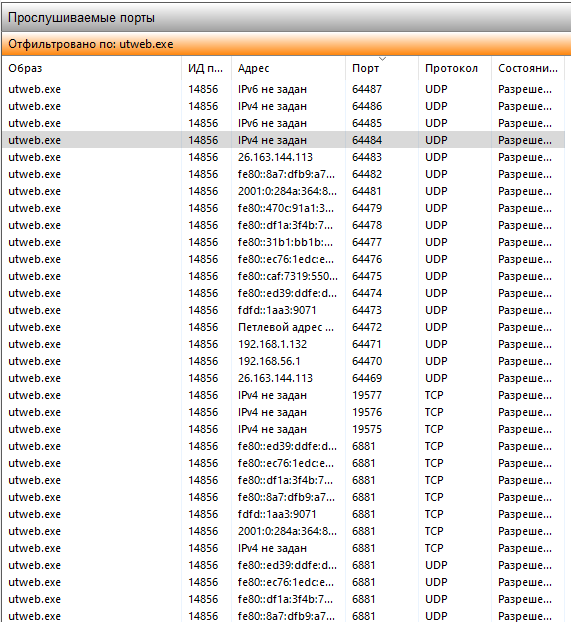 Прослушиваемые порты
Отфильтровано по: utweb.exe
Образ ИД п... Адрес Порт Протокол Состояни...
utweb.exe 14856 IPv6 не задан 64487 UDP Разреше...
utweb.exe 14856 IPv4 не задан 64486 UDP Разреше...
utweb.exe 14856 IPv6 не задан 64485 UDP Разреше...
utweb.exe 14856 IPv4 не задан 64484 UDP Разреше...
utweb.exe 14856 26.163.144.113 64483 UDP Разреше...
utweb.exe 14856 fe80::8a7:dfb9:a7... 64482 UDP Разреше...
utweb.exe 14856 2001:0:284a:364:8... 64481 UDP Разреше...
utweb.exe 14856 fe80::470c:91a1:3... 64479 UDP Разреше...
utweb.exe 14856 fe80::df1a:3f4b:7... 64478 UDP Разреше...
utweb.exe 14856 fe80::31b1:bb1b:... 64477 UDP Разреше...
utweb.exe 14856 fe80::ec76:1edc:e... 64476 UDP Разреше...
utweb.exe 14856 fe80::caf:7319:550... 64475 UDP Разреше...
utweb.exe 14856 fe80::ed39:ddfe:d... 64474 UDP Разреше...
utweb.exe 14856 fdfd::1aa3:9071 64473 UDP Разреше...
utweb.exe 14856 Петлевой адрес ... 64472 UDP Разреше...
utweb.exe 14856 192.168.1.132 64471 UDP Разреше...
utweb.exe 14856 192.168.56.1 64470 UDP Разреше...
utweb.exe 14856 26.163.144.113 64469 UDP Разреше...
utweb.exe 14856 IPv4 не задан 19577 TCP Разреше...
utweb.exe 14856 IPv4 не задан 19576 TCP Разреше...
utweb.exe 14856 IPv4 не задан 19575 TCP Разреше...
utweb.exe 14856 fe80::ed39:ddfe:d... 6881 TCP Разреше...
utweb.exe 14856 fe80::ec76:1edc:e... 6881 TCP Разреше...
utweb.exe 14856 fe80::df1a:3f4b:7... 6881 TCP Разреше...
utweb.exe 14856 fe80::8a7:dfb9:a7... 6881 TCP Разреше...
utweb.exe 14856 fdfd::1aa3:9071 6881 TCP Разреше...
utweb.exe 14856 2001:0:284a:364:8... 6881 TCP Разреше...
utweb.exe 14856 IPv4 не задан 6881 TCP Разреше...
utweb.exe 14856 fe80::ed39:ddfe:d... 6881 UDP Разреше...
utweb.exe 14856 fe80::ec76:1edc:e... 6881 UDP Разреше...
utweb.exe 14856 fe80::df1a:3f4b:7... 6881 UDP Разреше...
utweb.exe 14856 fe80::8a7:dfb9:a7... 6881 UDP Разреше...